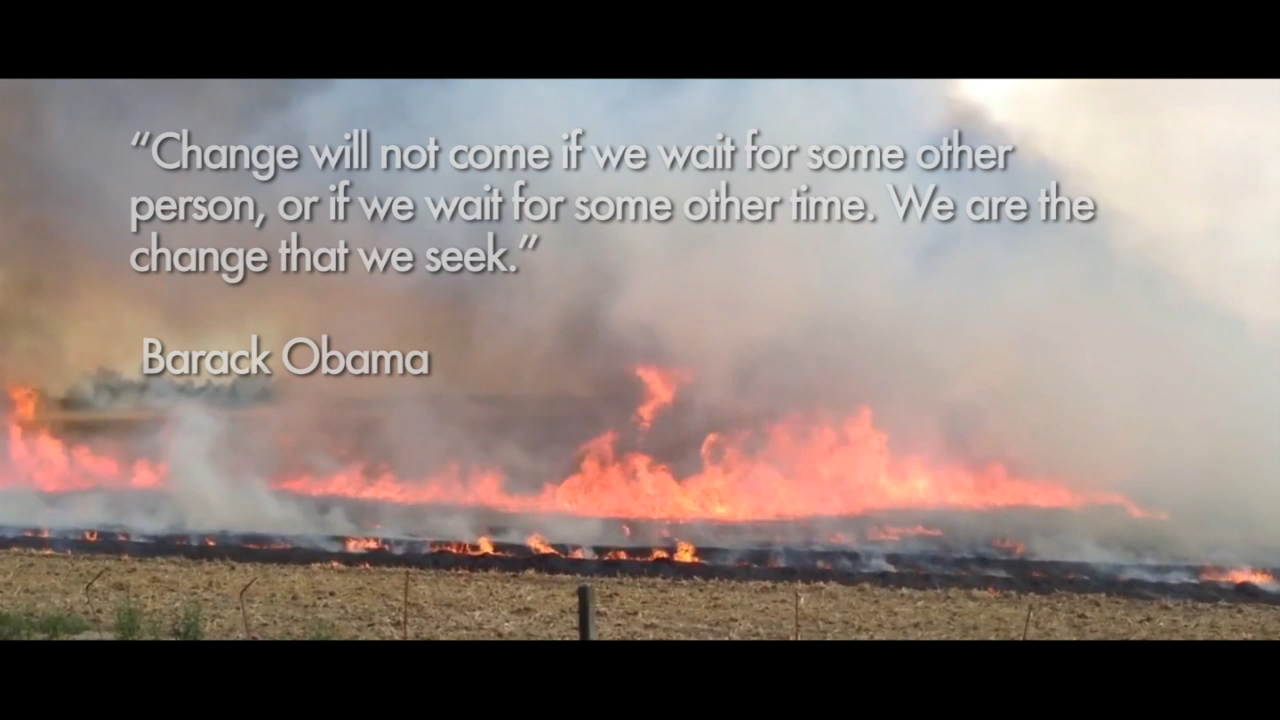 “Change will not come if we wait for some other
person, or if we wait for some other time. We are the
change that we seek.”
Barack Obama